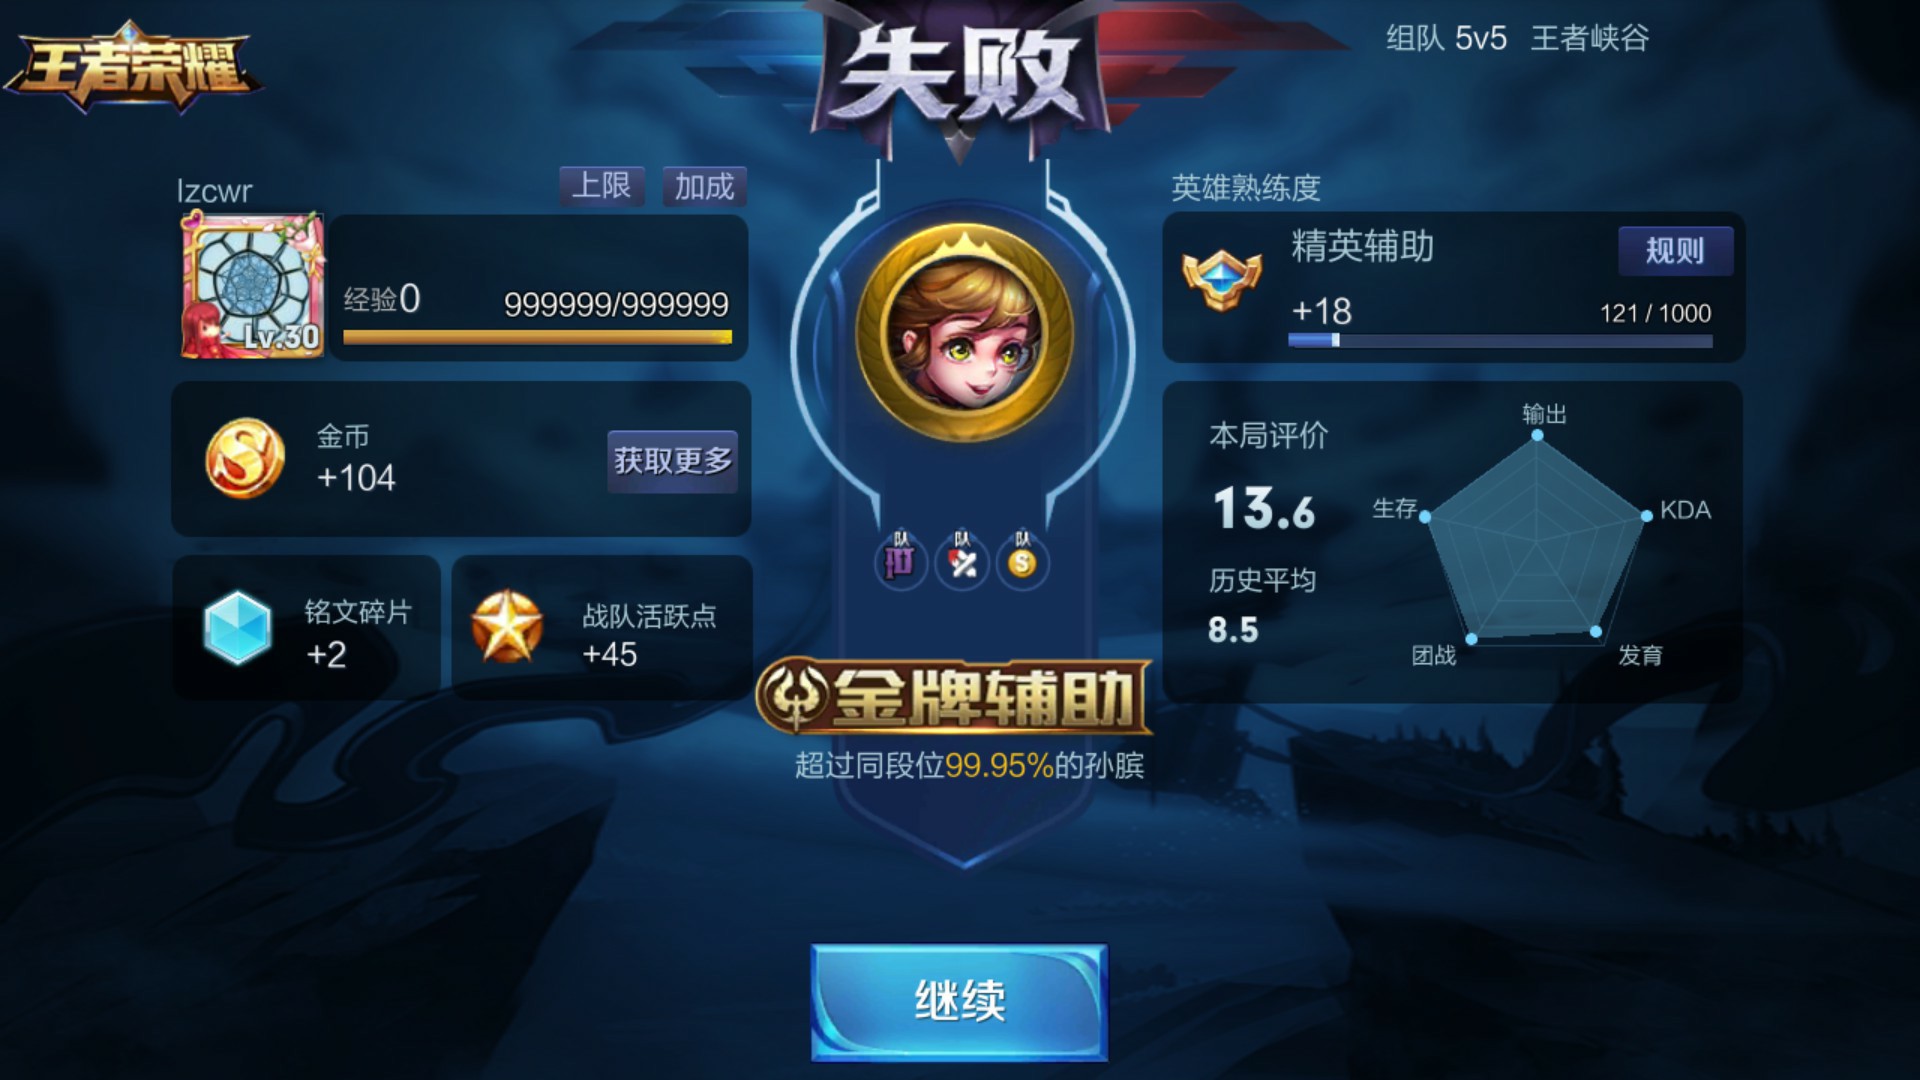 王者荣耀
失败
组队 5v5 王者峡谷
lzcwr
上限
加成
Lv.30
经验0
999999/999999
金币
+104
获取更多
铭文碎片
+2
战队活跃点
+45
队
队
队
金牌辅助
超过同段位99.95%的孙膑
英雄熟练度
精英辅助
规则
+18
121 / 1000
本局评价
13.6
历史平均
8.5
输出
生存
KDA
团战
发育
继续